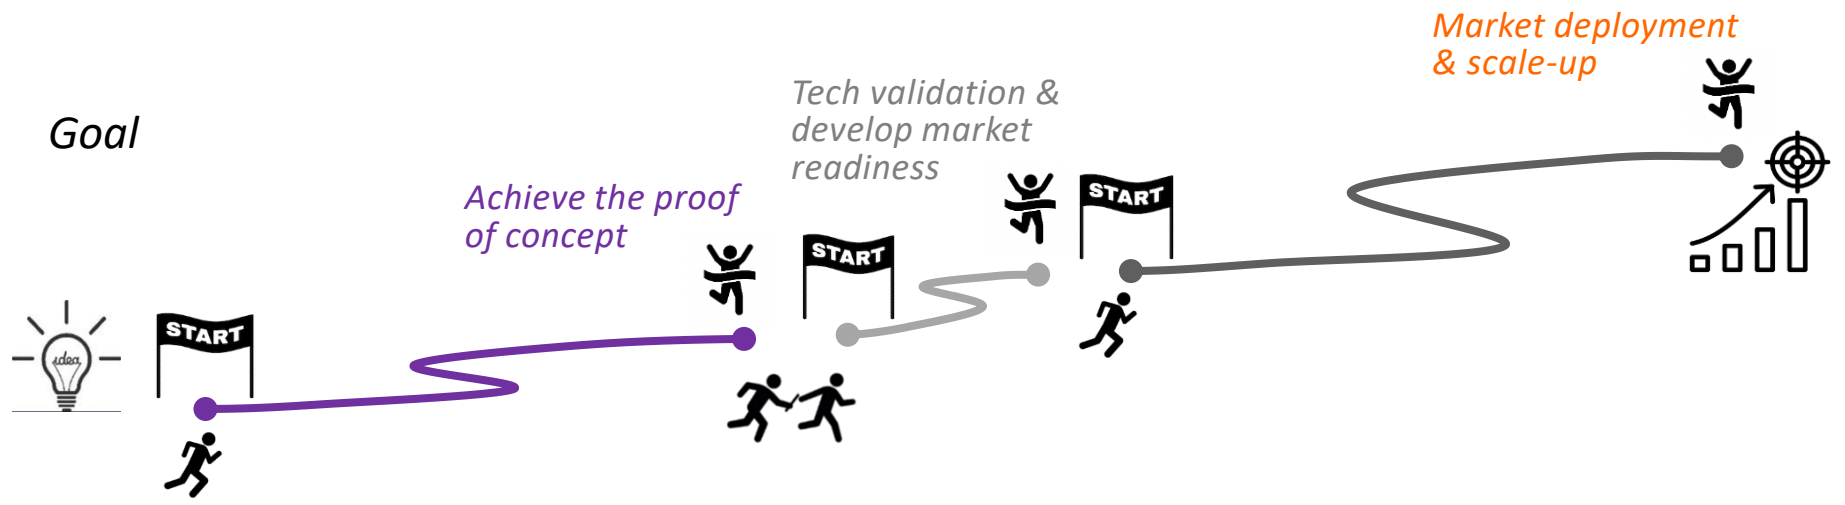 Market deployment
& scale-up
Tech validation &
develop market
readiness
Goal
Achieve the proof
of concept
START
START
START
idea